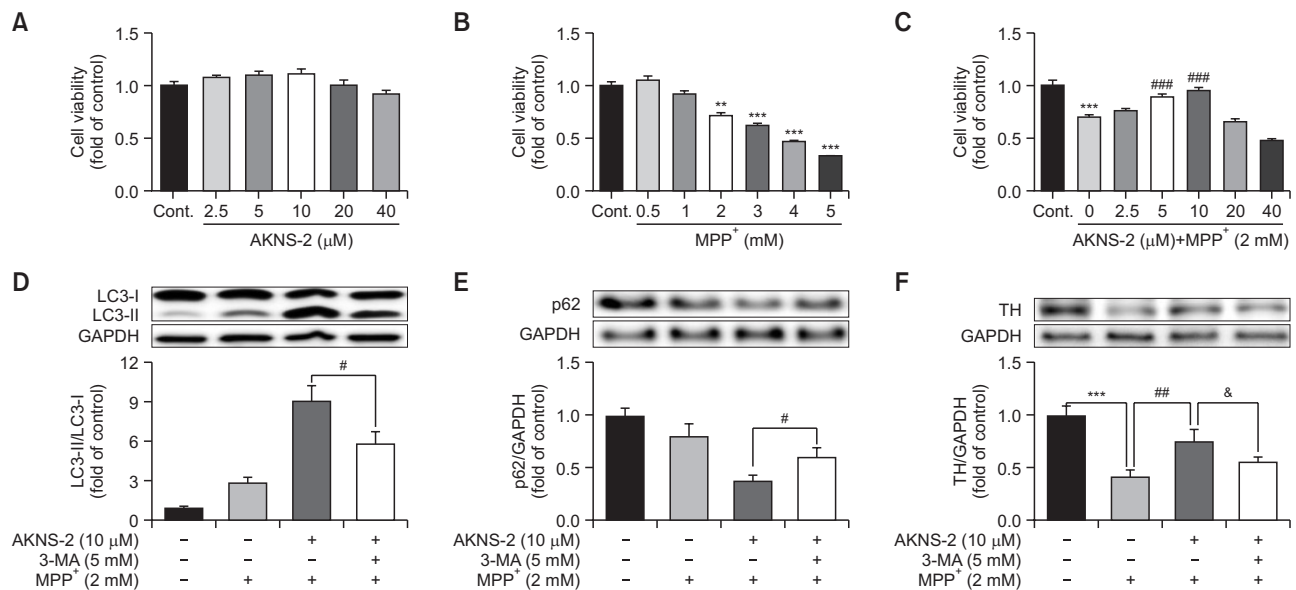 A
Cell viability
(fold of control)
1.5
1.0
0.5
0.0
Cont. 2.5 5 10 20 40
AKNS-2 (μM)
B
Cell viability
(fold of control)
1.5
1.0
0.5
0.0
** *** *** ***
Cont. 0.5 1 2 3 4 5
MPP+ (mM)
C
Cell viability
(fold of control)
1.5
1.0
0.5
0.0
*** ### ###
Cont. 0 2.5 5 10 20 40
AKNS-2 (μM)+MPP+ (2 mM)
D
LC3-I
LC3-II
GAPDH
LC3-II/LC3-I
(fold of control)
12
9
6
3
0
#
AKNS-2 (10 μM) – – + +
3-MA (5 mM) – – – +
MPP+ (2 mM) – + + +
E
p62
GAPDH
p62/GAPDH
(fold of control)
1.5
1.0
0.5
0.0
#
AKNS-2 (10 μM) – – + +
3-MA (5 mM) – – – +
MPP+ (2 mM) – + + +
F
TH
GAPDH
TH/GAPDH
(fold of control)
1.5
1.0
0.5
0.0
*** ## &
AKNS-2 (10 μM) – – + +
3-MA (5 mM) – – – +
MPP+ (2 mM) – + + +